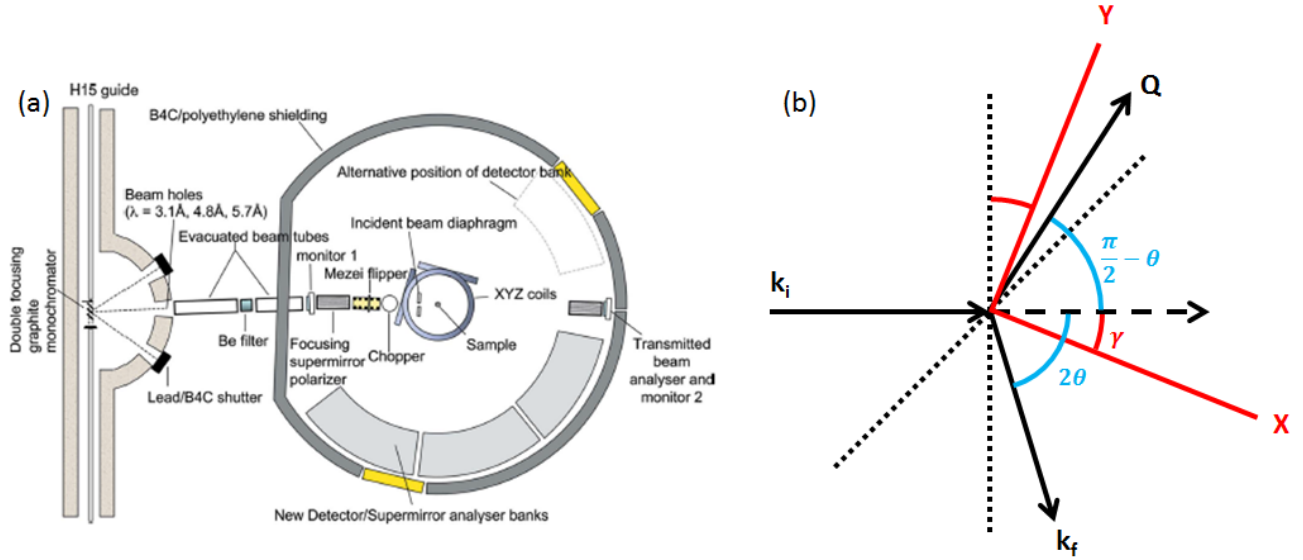 (a)
H15 guide
B4C/polyethylene shielding
Alternative position of detector bank
Beam holes
(λ = 3.1Å, 4.8Å, 5.7Å)
Incident beam diaphragm
Evacuated beam tubes
monitor 1
Mezei flipper
XYZ coils
Double focusing
graphite
monochromator
Be filter
Focusing
supermirror
polarizer
Chopper
Sample
Transmitted
beam
analyser and
monitor 2
Lead/B4C shutter
New Detector/Supermirror analyser banks
(b)
Y
Q
π/2 − θ
k_i
γ
2θ
X
k_f